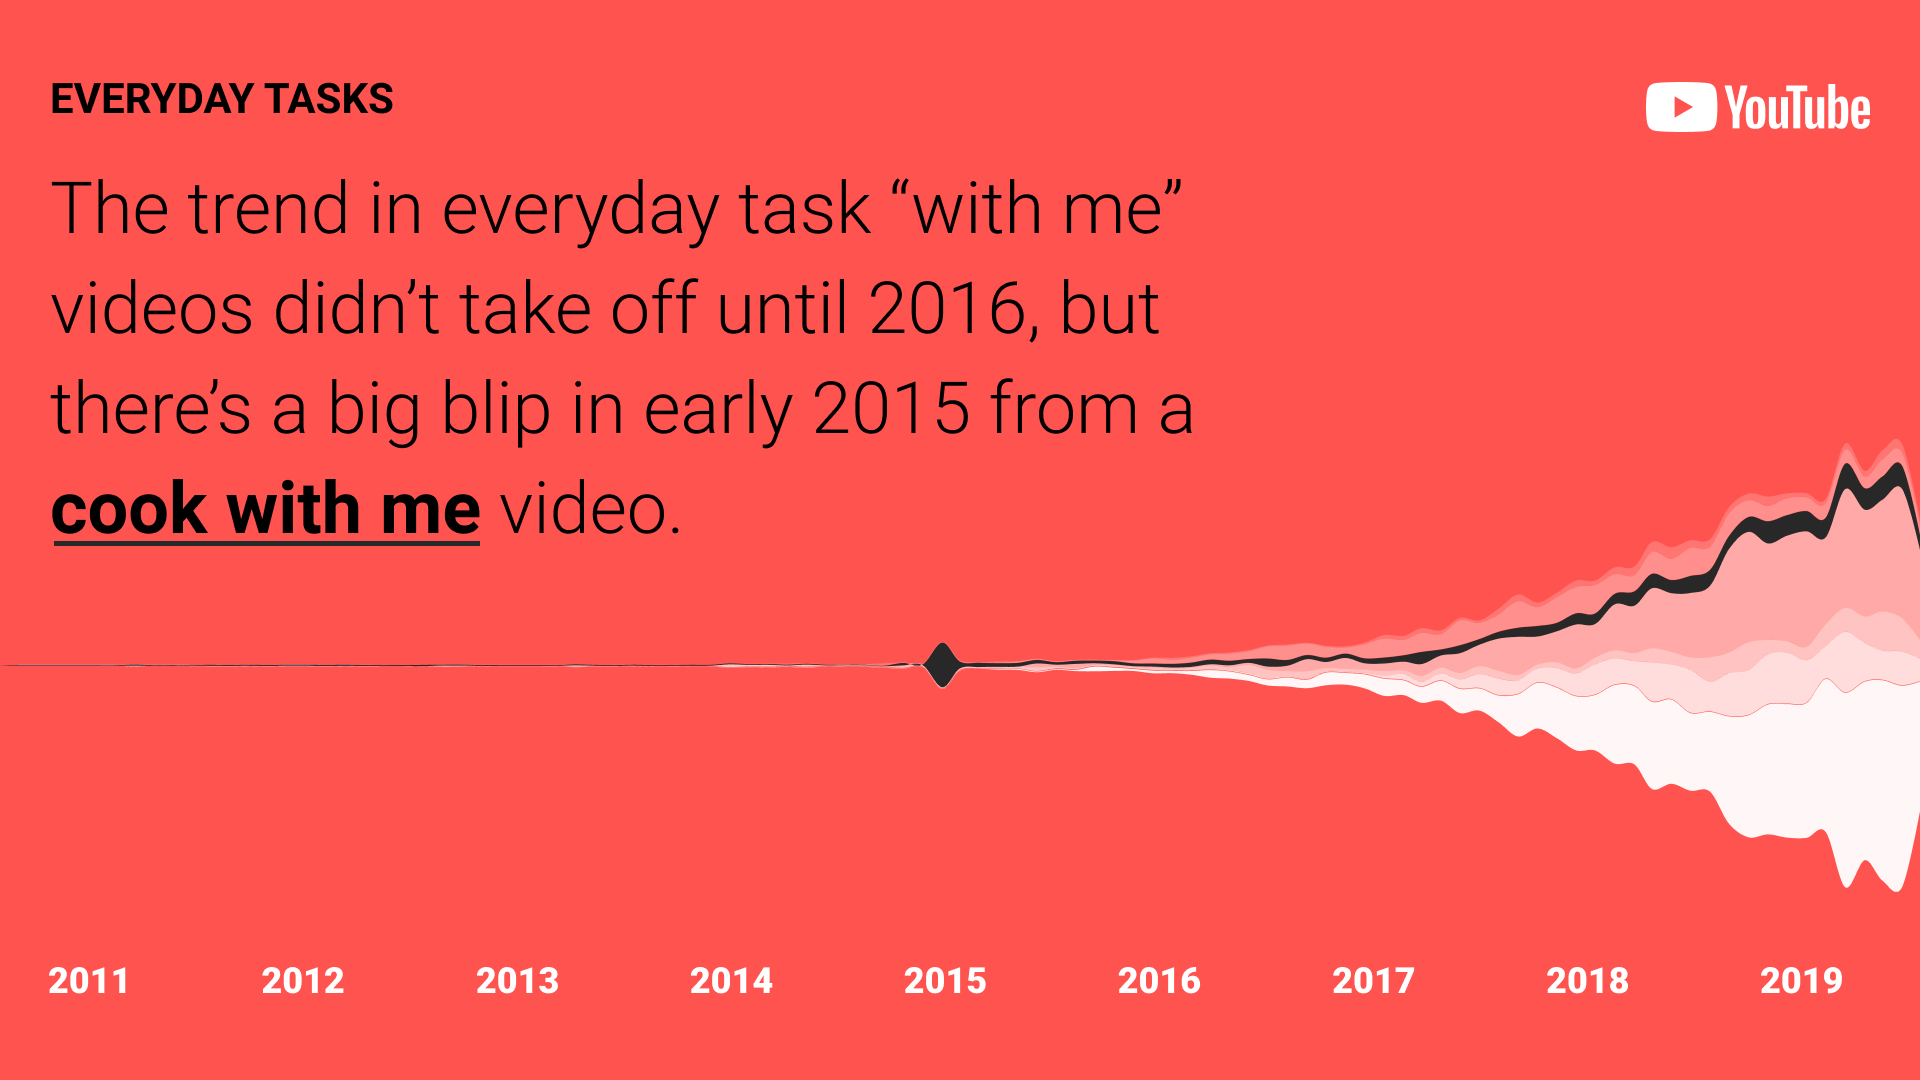 EVERYDAY TASKS
YouTube
The trend in everyday task “with me”
videos didn’t take off until 2016, but
there’s a big blip in early 2015 from a
cook with me video.
2011 2012 2013 2014 2015 2016 2017 2018 2019